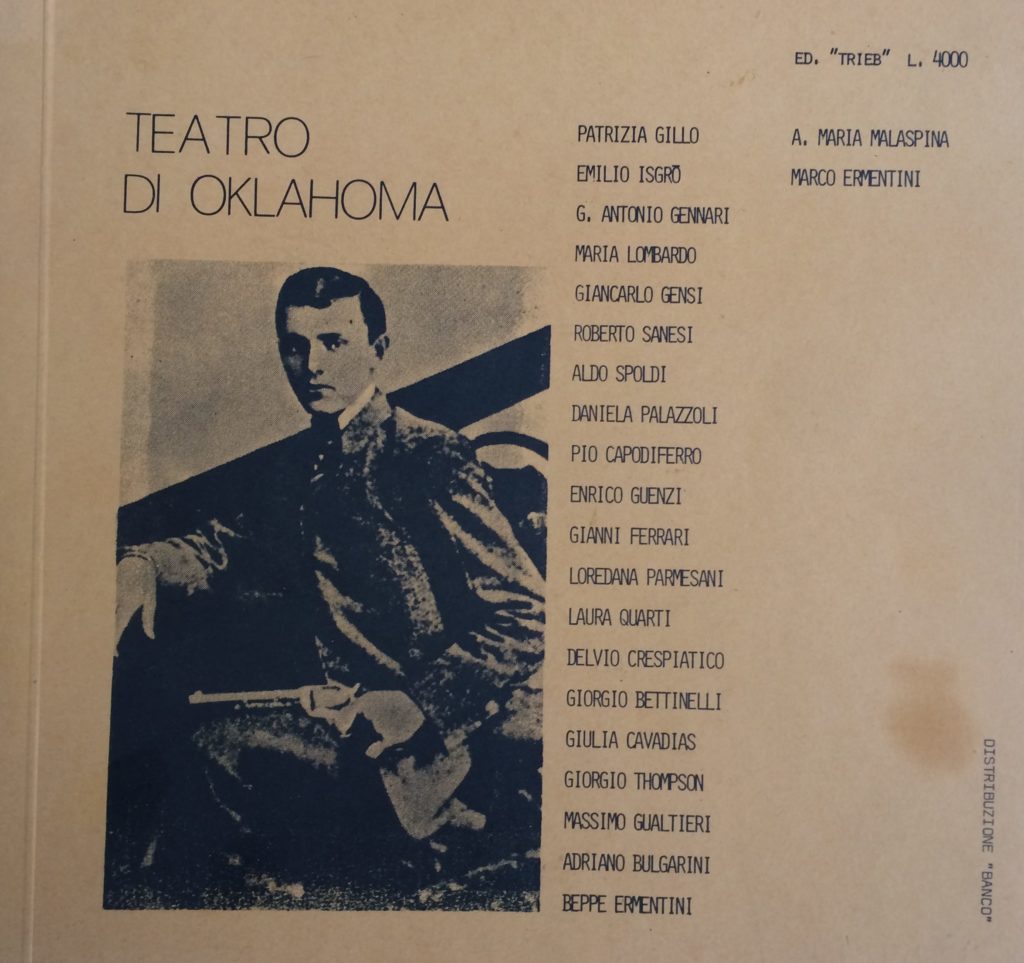 ED. "TRIEB" L. 4000
TEATRO
DI OKLAHOMA
PATRIZIA GILLO
EMILIO ISGRÒ
G. ANTONIO GENNARI
MARIA LOMBARDO
GIANCARLO GENSI
ROBERTO SANESI
ALDO SPOLDI
DANIELA PALAZZOLI
PIO CAPODIFERRO
ENRICO GUENZI
GIANNI FERRARI
LOREDANA PARMESANI
LAURA QUARTI
DELVIO CRESPIATICO
GIORGIO BETTINELLI
GIULIA CAVADIAS
GIORGIO THOMPSON
MASSIMO GUALTIERI
ADRIANO BULGARINI
BEPPE ERMENTINI
A. MARIA MALASPINA
MARCO ERMENTINI
DISTRIBUZIONE "BANCO"